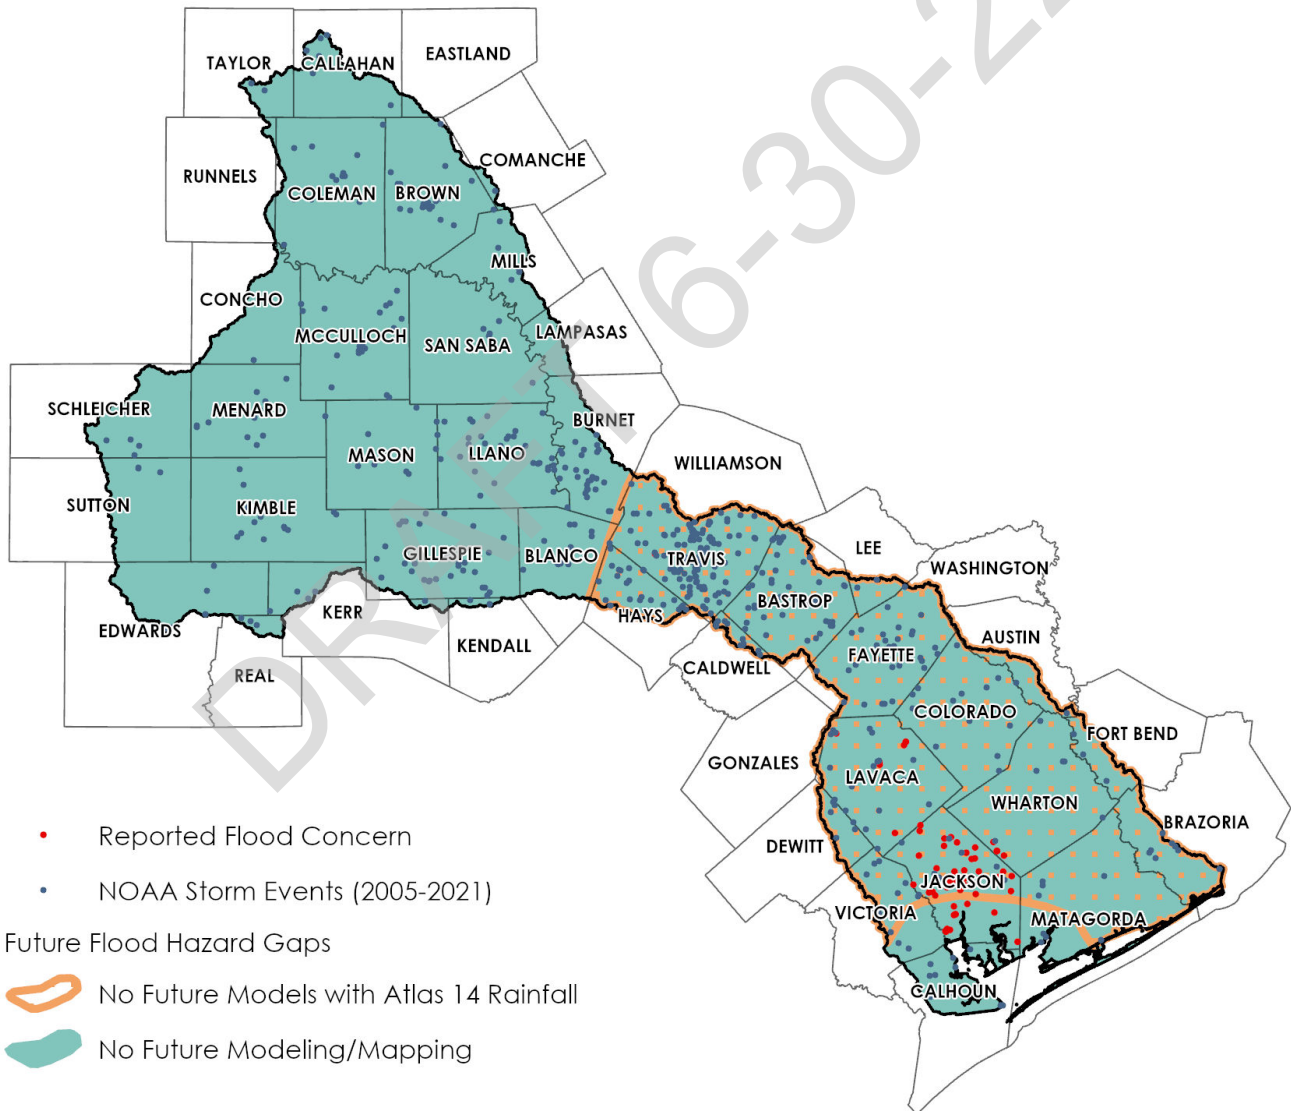 TAYLOR
CALLAHAN
EASTLAND
RUNNELS
COLEMAN
BROWN
COMANCHE
MILLS
CONCHO
MCCULLOCH
SAN SABA
LAMPASAS
SCHLEICHER
MENARD
MASON
LLANO
BURNET
WILLIAMSON
SUTTON
KIMBLE
GILLESPIE
BLANCO
TRAVIS
LEE
WASHINGTON
EDWARDS
KERR
KENDALL
HAYS
BASTROP
AUSTIN
REAL
CALDWELL
FAYETTE
COLORADO
FORT BEND
GONZALES
LAVACA
WHARTON
BRAZORIA
DEWITT
JACKSON
VICTORIA
MATAGORDA
CALHOUN
DRAFT 6-30-22
Reported Flood Concern
NOAA Storm Events (2005-2021)
Future Flood Hazard Gaps
No Future Models with Atlas 14 Rainfall
No Future Modeling/Mapping